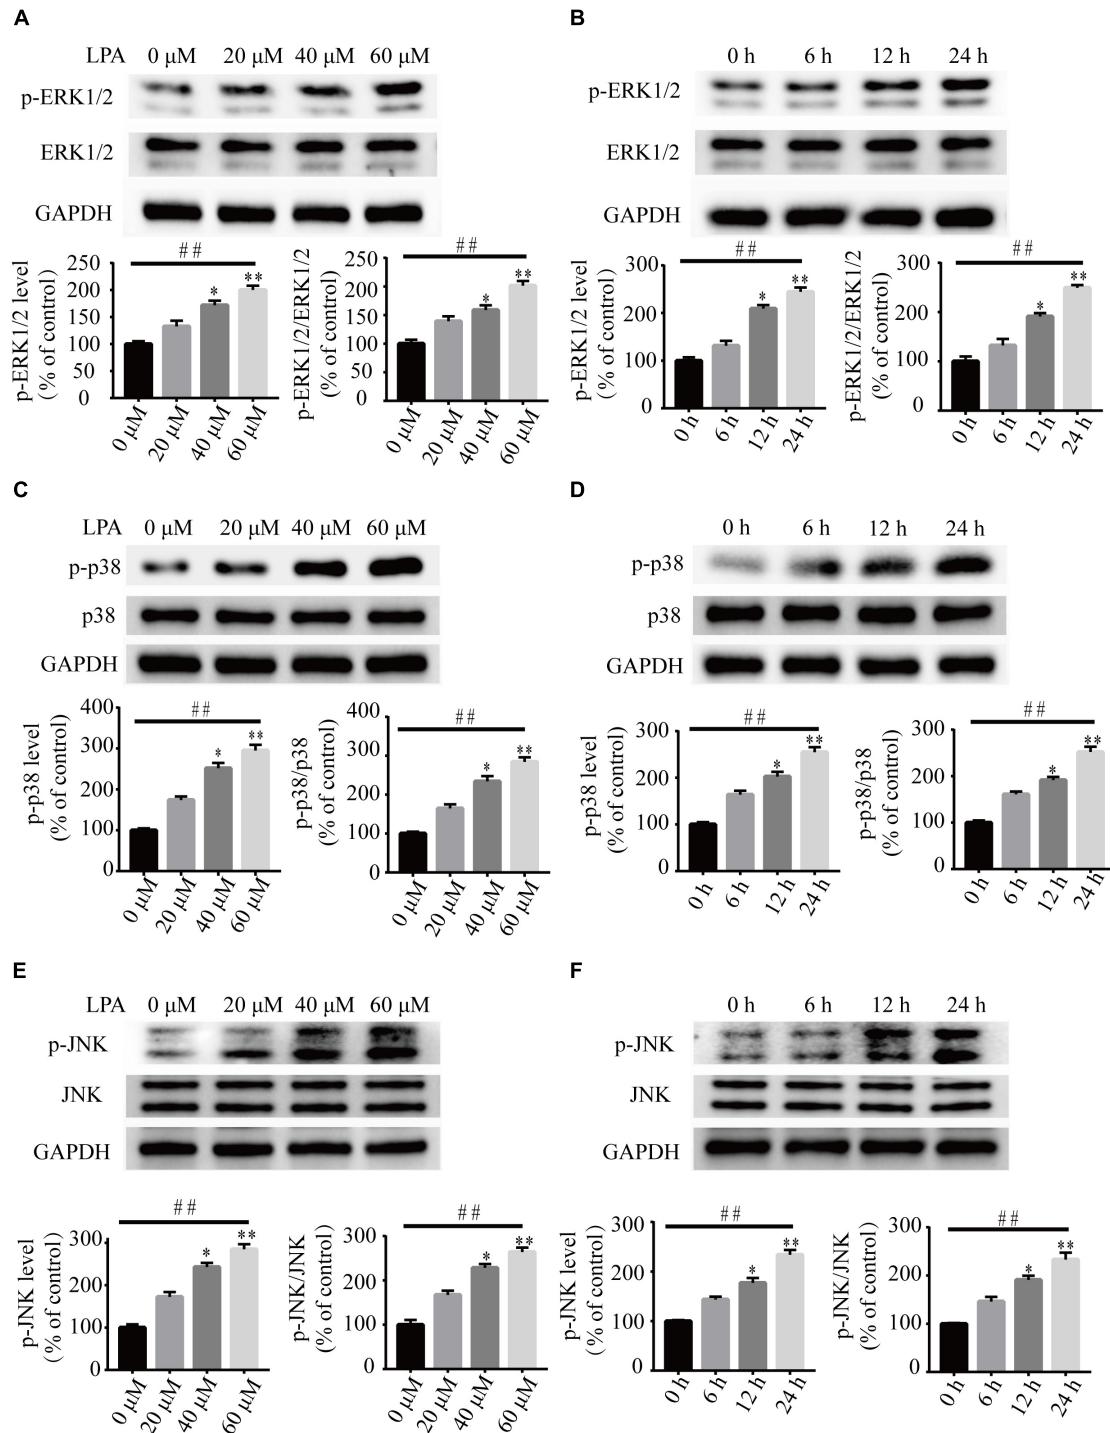 A
LPA 0 μM 20 μM 40 μM 60 μM
p-ERK1/2
ERK1/2
GAPDH
##
p-ERK1/2 level
(% of control)
250
200
150
100
50
0
* **
0 μM 20 μM 40 μM 60 μM
##
p-ERK1/2/ERK1/2
(% of control)
200
150
100
50
0
* **
0 μM 20 μM 40 μM 60 μM
B
0 h 6 h 12 h 24 h
p-ERK1/2
ERK1/2
GAPDH
##
p-ERK1/2 level
(% of control)
300
200
100
0
* **
0 h 6 h 12 h 24 h
##
p-ERK1/2/ERK1/2
(% of control)
300
200
100
0
* **
0 h 6 h 12 h 24 h
C
LPA 0 μM 20 μM 40 μM 60 μM
p-p38
p38
GAPDH
##
p-p38 level
(% of control)
400
300
200
100
0
* **
0 μM 20 μM 40 μM 60 μM
##
p-p38/p38
(% of control)
400
300
200
100
0
* **
0 μM 20 μM 40 μM 60 μM
D
0 h 6 h 12 h 24 h
p-p38
p38
GAPDH
##
p-p38 level
(% of control)
300
200
100
0
* **
0 h 6 h 12 h 24 h
##
p-p38/p38
(% of control)
300
200
100
0
* **
0 h 6 h 12 h 24 h
E
LPA 0 μM 20 μM 40 μM 60 μM
p-JNK
JNK
GAPDH
##
p-JNK level
(% of control)
300
200
100
0
* **
0 μM 20 μM 40 μM 60 μM
##
p-JNK/JNK
(% of control)
300
200
100
0
* **
0 μM 20 μM 40 μM 60 μM
F
0 h 6 h 12 h 24 h
p-JNK
JNK
GAPDH
##
p-JNK level
(% of control)
300
200
100
0
* **
0 h 6 h 12 h 24 h
##
p-JNK/JNK
(% of control)
300
200
100
0
* **
0 h 6 h 12 h 24 h